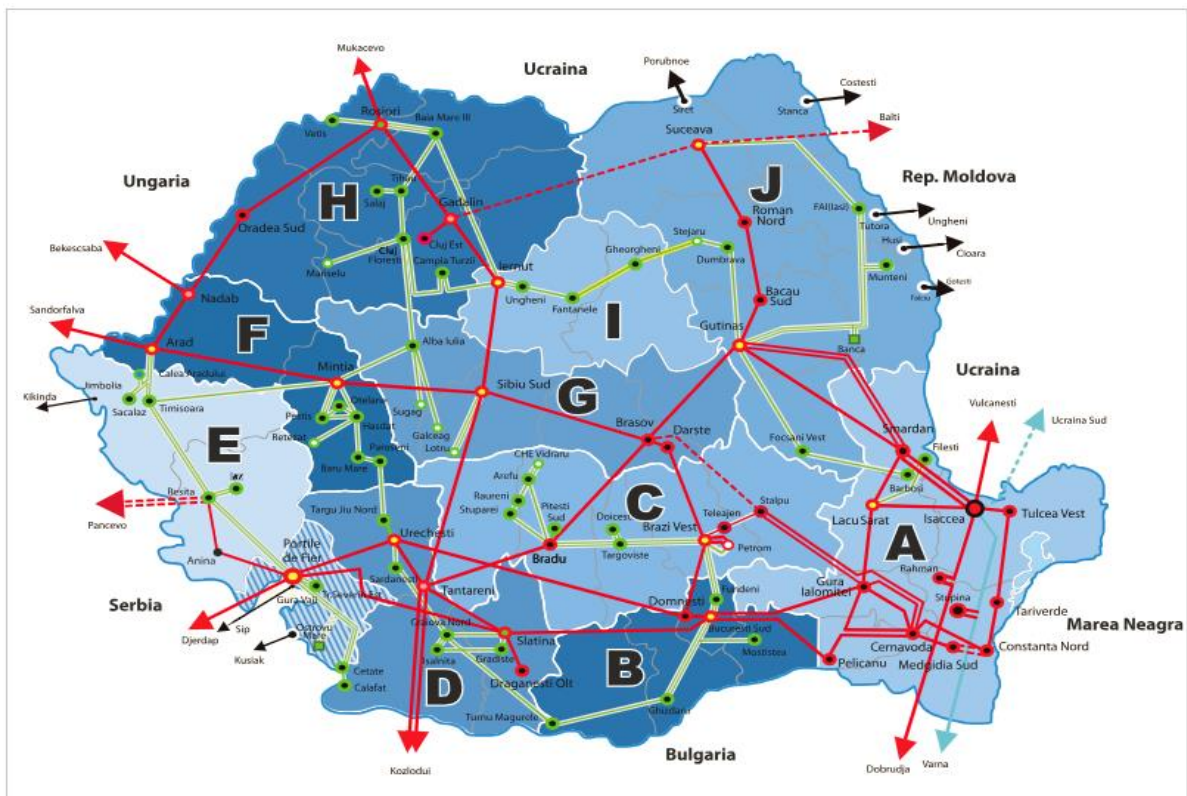 Mukacevo
Ucraina
Porubnoe
Costesti
Siret
Stanca
Rosiori
Baia Mare III
Vetis
Suceava
Balti
Ungaria
H
Tihau
Salaj
Gadalin
J
Rep. Moldova
FAI(Iasi)
Roman
Nord
Tutora
Ungheni
Oradea Sud
Cluj Est
Cluj
Floresti
Stejaru
Husi
Cioara
Bekescsaba
Mariselu
Campia Turzii
Iernut
Gheorgheni
Dumbrava
Munteni
Gotesti
Falciu
Nadab
Ungheni
Fantanele
Bacau
Sud
Sandorfalva
F
I
Gutinas
Arad
Alba Iulia
Banca
Calea Aradului
Mintia
Sibiu Sud
G
Ucraina
Kikinda
Jimbolia
Sacalaz
Timisoara
Otelarie
Pestis
Hasdat
Sugag
Vulcanesti
Ucraina Sud
Retezat
Galceag
Lotru
Brasov
Darste
Focsani Vest
Smardan
Filesti
E
Paroseni
Baru Mare
CHE Vidraru
Arefu
Barbosi
Resita
Raureni
Stuparei
C
Stalpu
Pancevo
Targu Jiu Nord
Pitesti
Sud
Doicesti
Teleajen
Brazi Vest
Lacu Sarat
Isaccea
Tulcea Vest
Urechesti
Bradu
Targoviste
Petrom
A
Anina
Portile
de Fier
Rahman
Serbia
Gura Vaii
Tr.Severin Est
Sardanesti
Tantareni
Fundeni
Gura
Ialomitei
Stupina
Tariverde
Djerdap
Sip
Ostrovu
Mare
Craiova Nord
Domnesti
Marea Neagra
Kusiak
Slatina
Bucuresti Sud
Isalnita
Gradiste
Mostistea
Cernavoda
Medgidia Sud
Constanta Nord
Cetate
Calafat
D
Draganesti Olt
B
Pelicanu
Turnu Magurele
Ghizdaru
Bulgaria
Kozlodui
Dobrudja
Varna